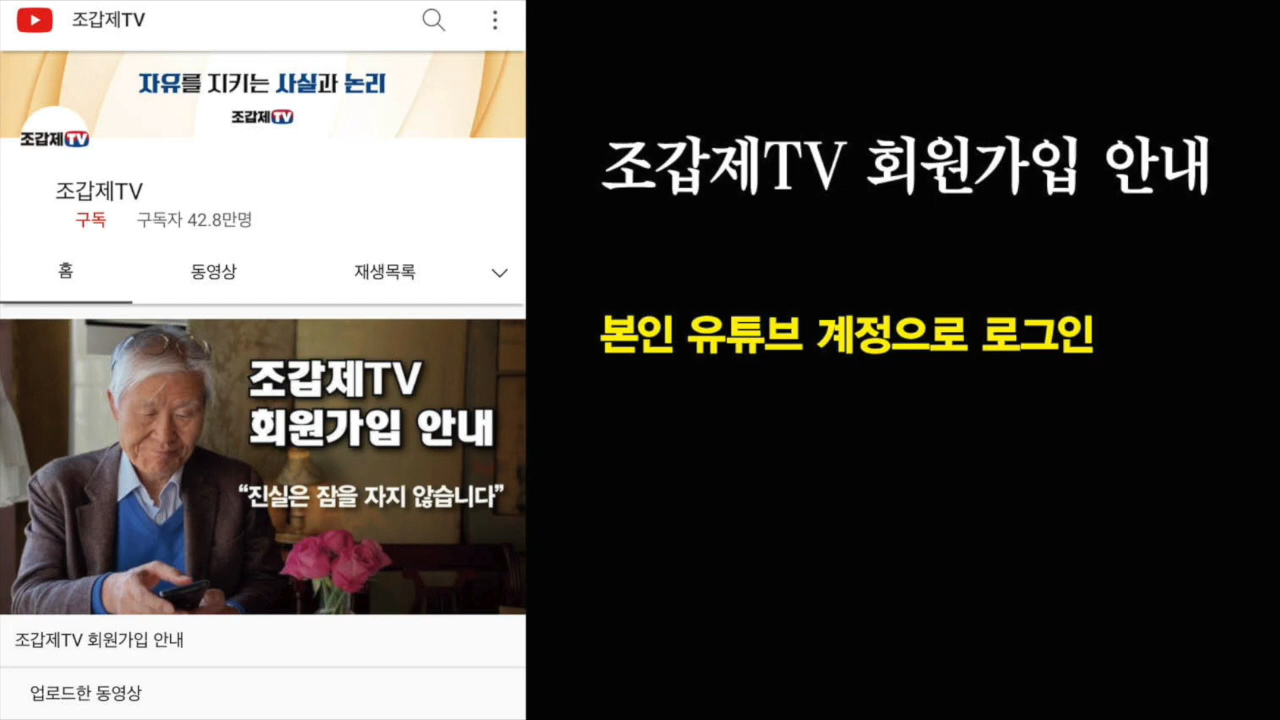 조갑제TV
자유를 지키는 사실과 논리
조갑제TV
조갑제TV
조갑제TV
구독 구독자 42.8만명
홈 동영상 재생목록
조갑제TV
회원가입 안내
“진실은 잠을 자지 않습니다”
조갑제TV 회원가입 안내
업로드한 동영상
조갑제TV 회원가입 안내
본인 유튜브 계정으로 로그인